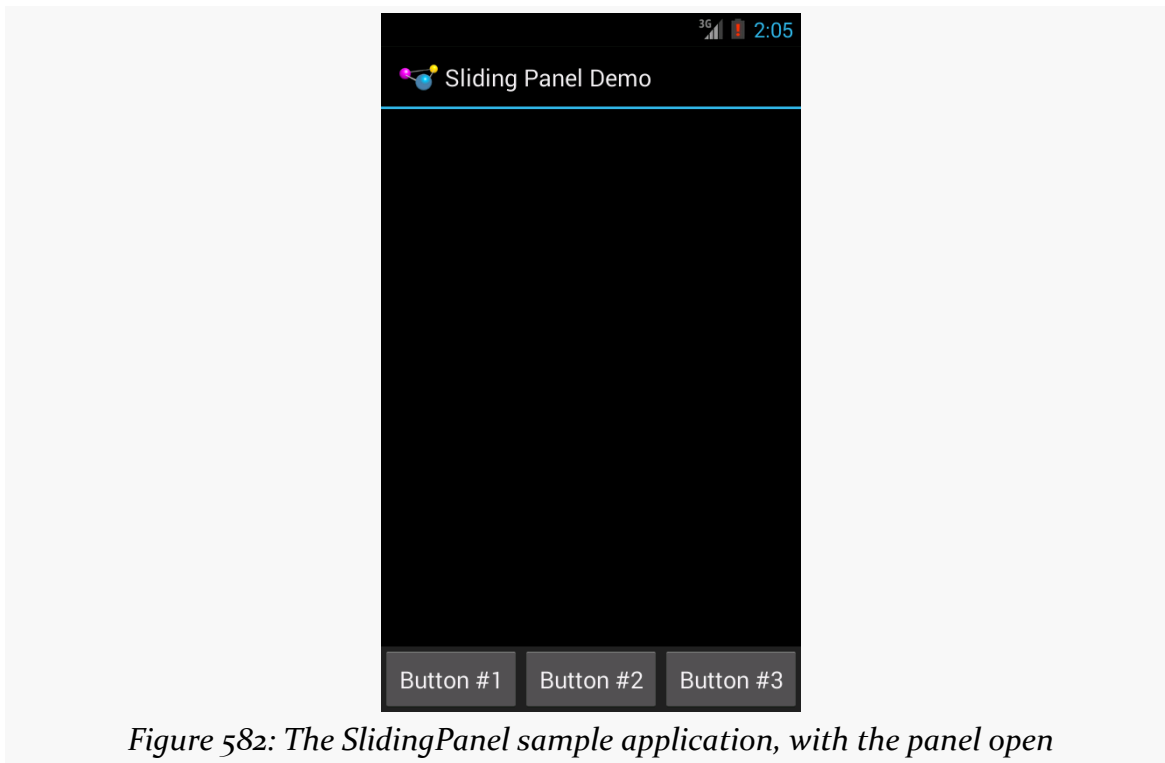 3G 2:05
Sliding Panel Demo
Button #1 Button #2 Button #3
Figure 582: The SlidingPanel sample application, with the panel open